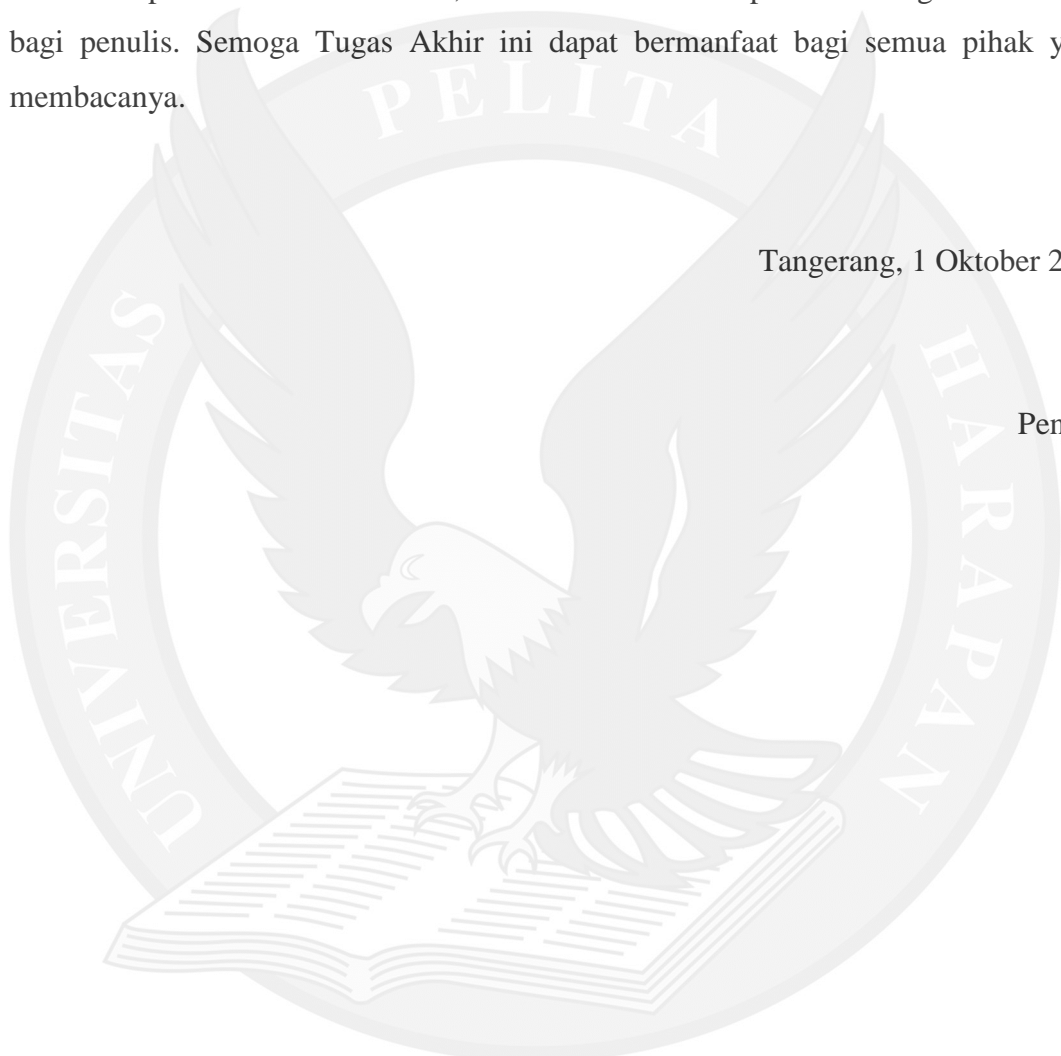 bagi penulis. Semoga Tugas Akhir ini dapat bermanfaat bagi semua pihak y
membacanya.
PELITA
Tangerang, 1 Oktober 2
UNIVERSITAS
HARAPAN
Pen